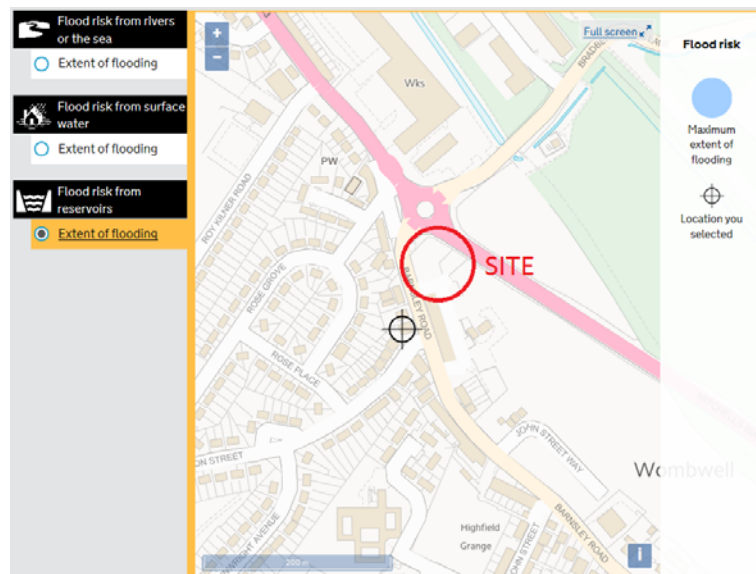 Flood risk from rivers
or the sea
Extent of flooding
Flood risk from surface
water
Extent of flooding
Flood risk from
reservoirs
Extent of flooding
+
−
Full screen
Flood risk
Maximum
extent of
flooding
Location you
selected
Wks
PW
ROY KILNER ROAD
ROSE GROVE
BARNSLEY ROAD
SITE
ROSE PLACE
JOHN STREET WAY
ON STREET
Wombwell
WRIGHT AVENUE
Highfield
Grange
BARNSLEY ROAD
200 m
i